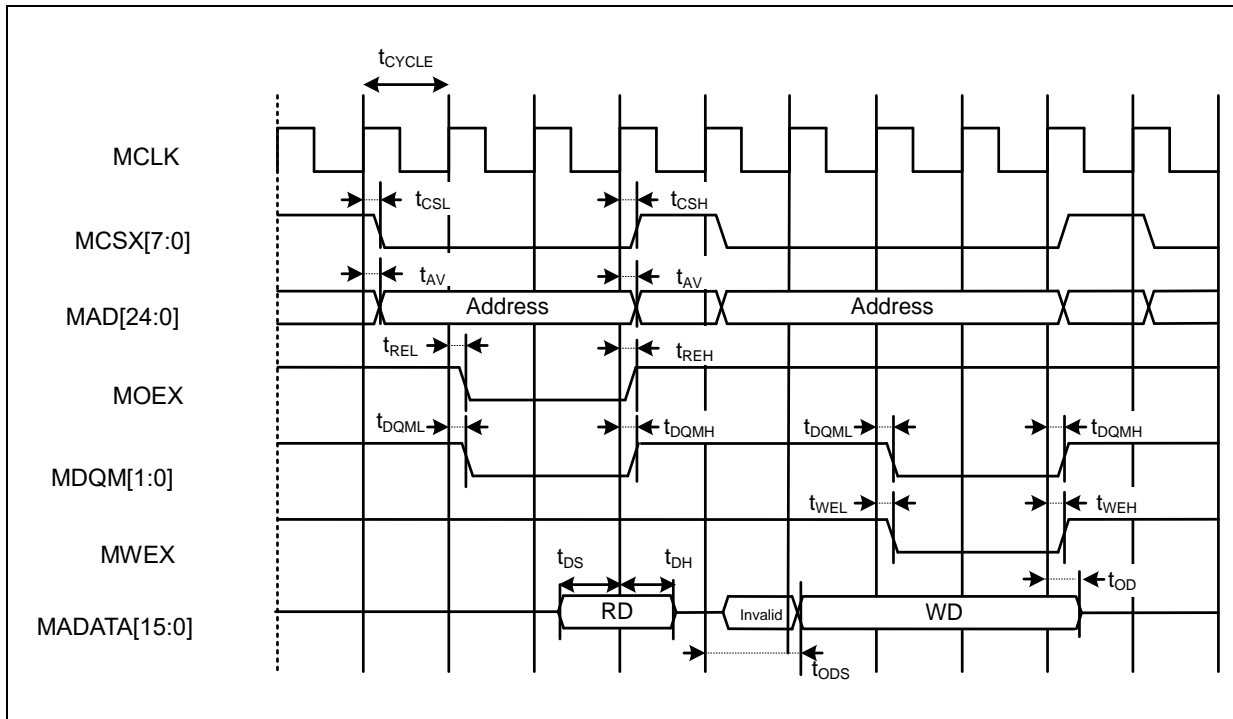 tCYCLE
MCLK
tCSL
tCSH
MCSX[7:0]
tAV
tAV
MAD[24:0]
Address
Address
tREL
tREH
MOEX
tDQML
tDQMH
tDQML
tDQMH
MDQM[1:0]
tWEL
tWEH
MWEX
tDS
tDH
tOD
MADATA[15:0]
RD
Invalid
WD
tODS